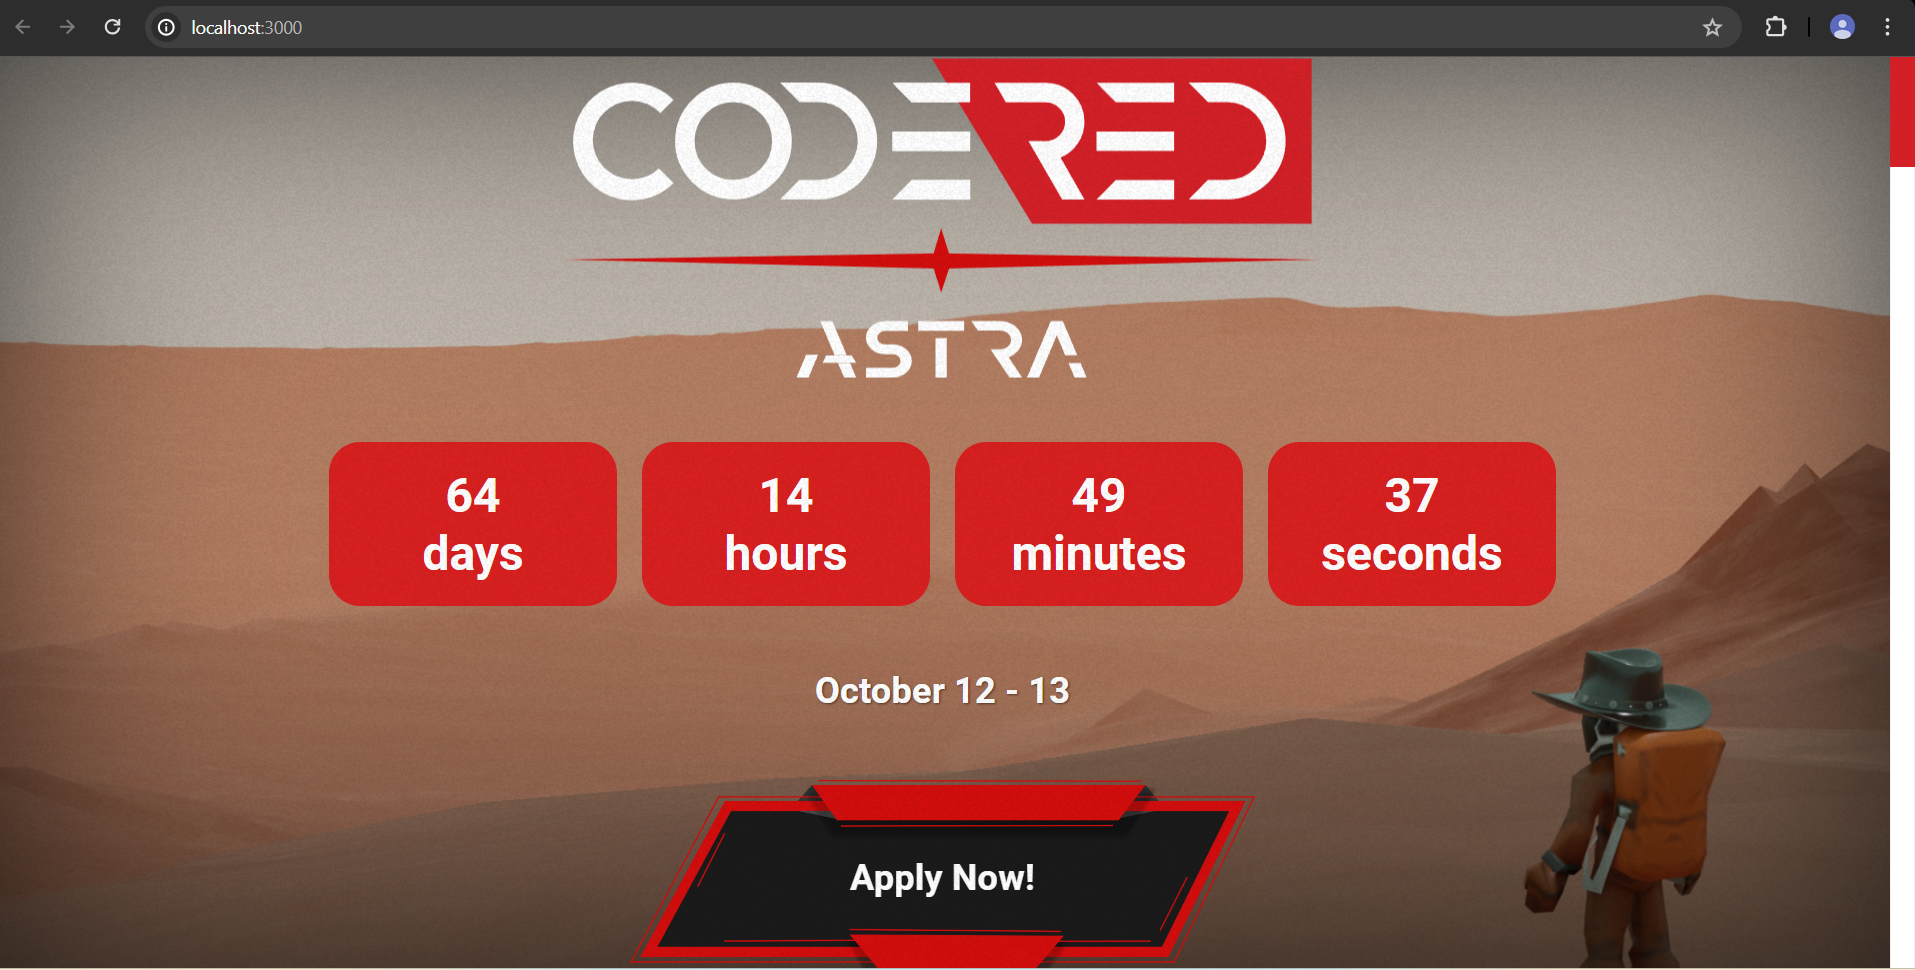 localhost:3000
CODERED
ASTRA
64
days
14
hours
49
minutes
37
seconds
October 12 - 13
Apply Now!